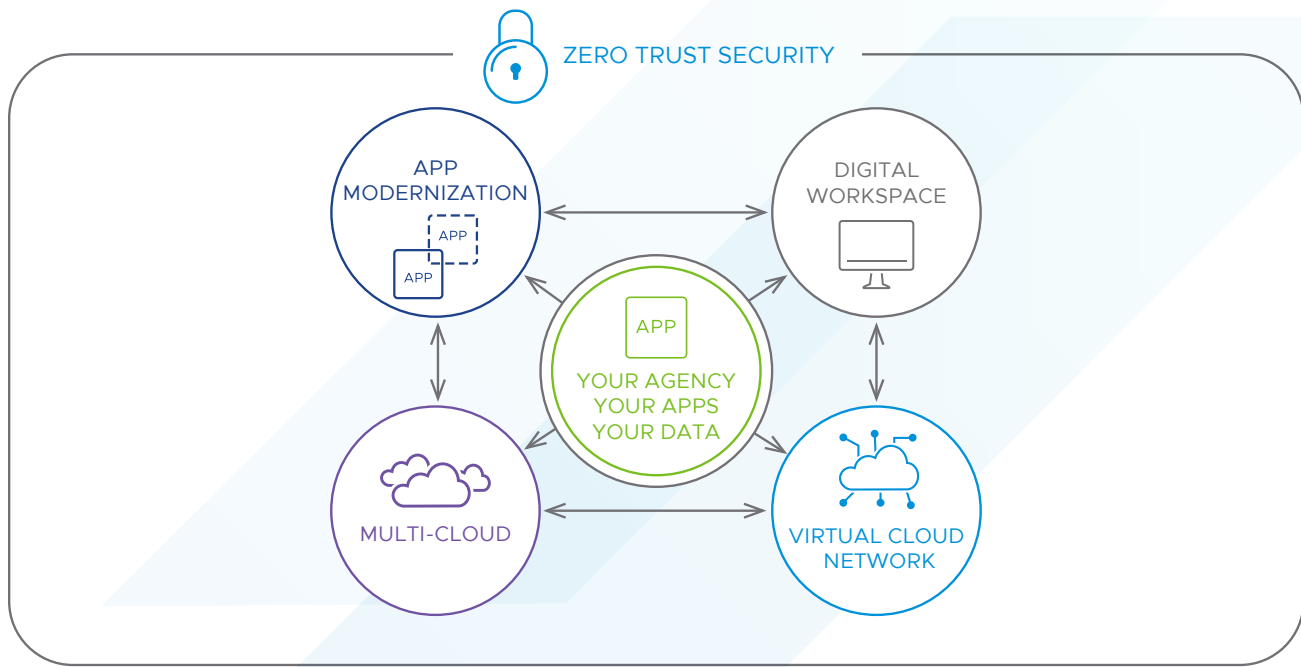 ZERO TRUST SECURITY
APP
MODERNIZATION
APP
APP
DIGITAL
WORKSPACE
APP
YOUR AGENCY
YOUR APPS
YOUR DATA
MULTI-CLOUD
VIRTUAL CLOUD
NETWORK